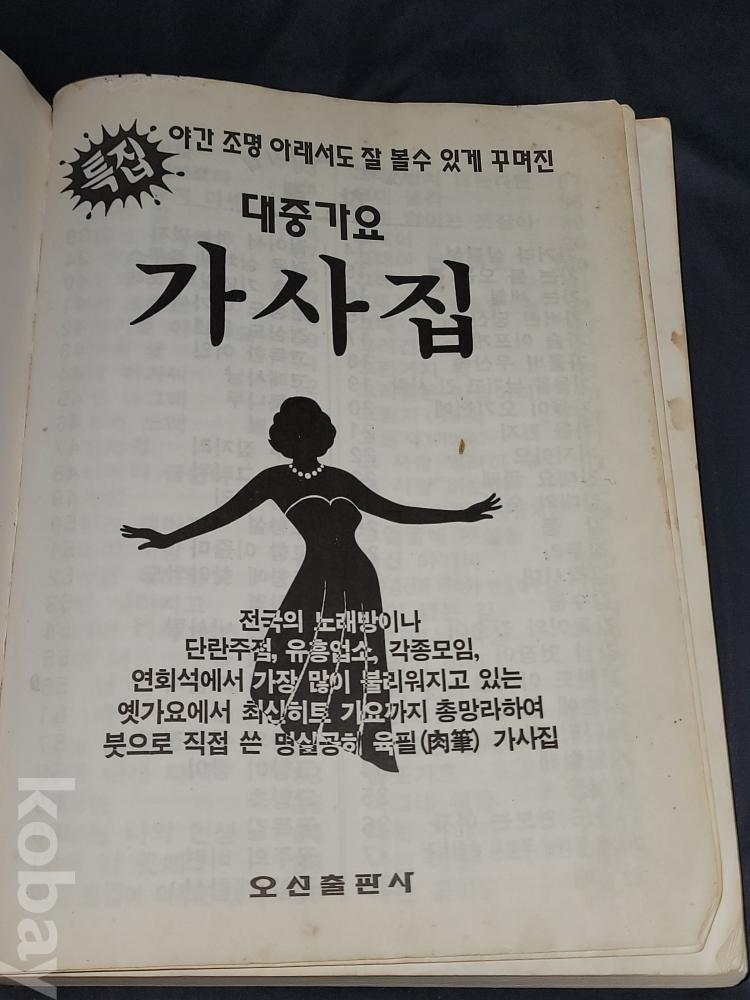 특집
야간 조명 아래서도 잘 볼수 있게 꾸며진
대중가요
가사집
전국의 노래방이나
단란주점, 유흥업소, 각종모임,
연회석에서 가장 많이 불리워지고 있는
옛가요에서 최신히트 가요까지 총망라하여
붓으로 직접 쓴 명실공히 육필(肉筆) 가사집
오신출판사
kobay